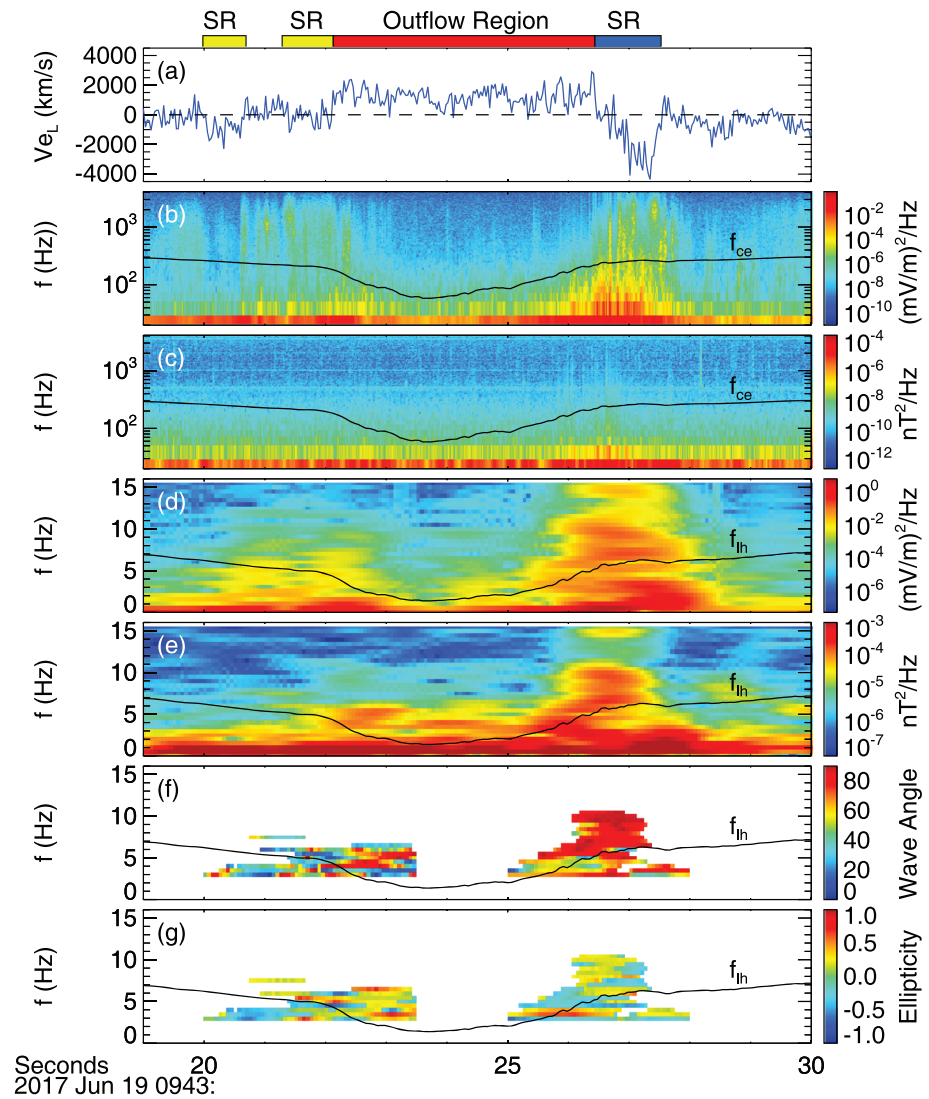 SR SR Outflow Region SR
(a)
Ve_L (km/s)
4000
2000
0
-2000
-4000
(b)
f (Hz))
10^3
10^2
f_ce
10^-2
10^-4
10^-6
10^-8
10^-10
(mV/m)^2/Hz
(c)
f (Hz)
10^3
10^2
f_ce
10^-4
10^-6
10^-8
10^-10
10^-12
nT^2/Hz
(d)
f (Hz)
15
10
5
0
f_lh
10^0
10^-2
10^-4
10^-6
(mV/m)^2/Hz
(e)
f (Hz)
15
10
5
0
f_lh
10^-3
10^-4
10^-5
10^-6
10^-7
nT^2/Hz
(f)
f (Hz)
15
10
5
0
f_lh
80
60
40
20
0
Wave Angle
(g)
f (Hz)
15
10
5
0
f_lh
1.0
0.5
0.0
-0.5
-1.0
Ellipticity
Seconds 20 25 30
2017 Jun 19 0943: